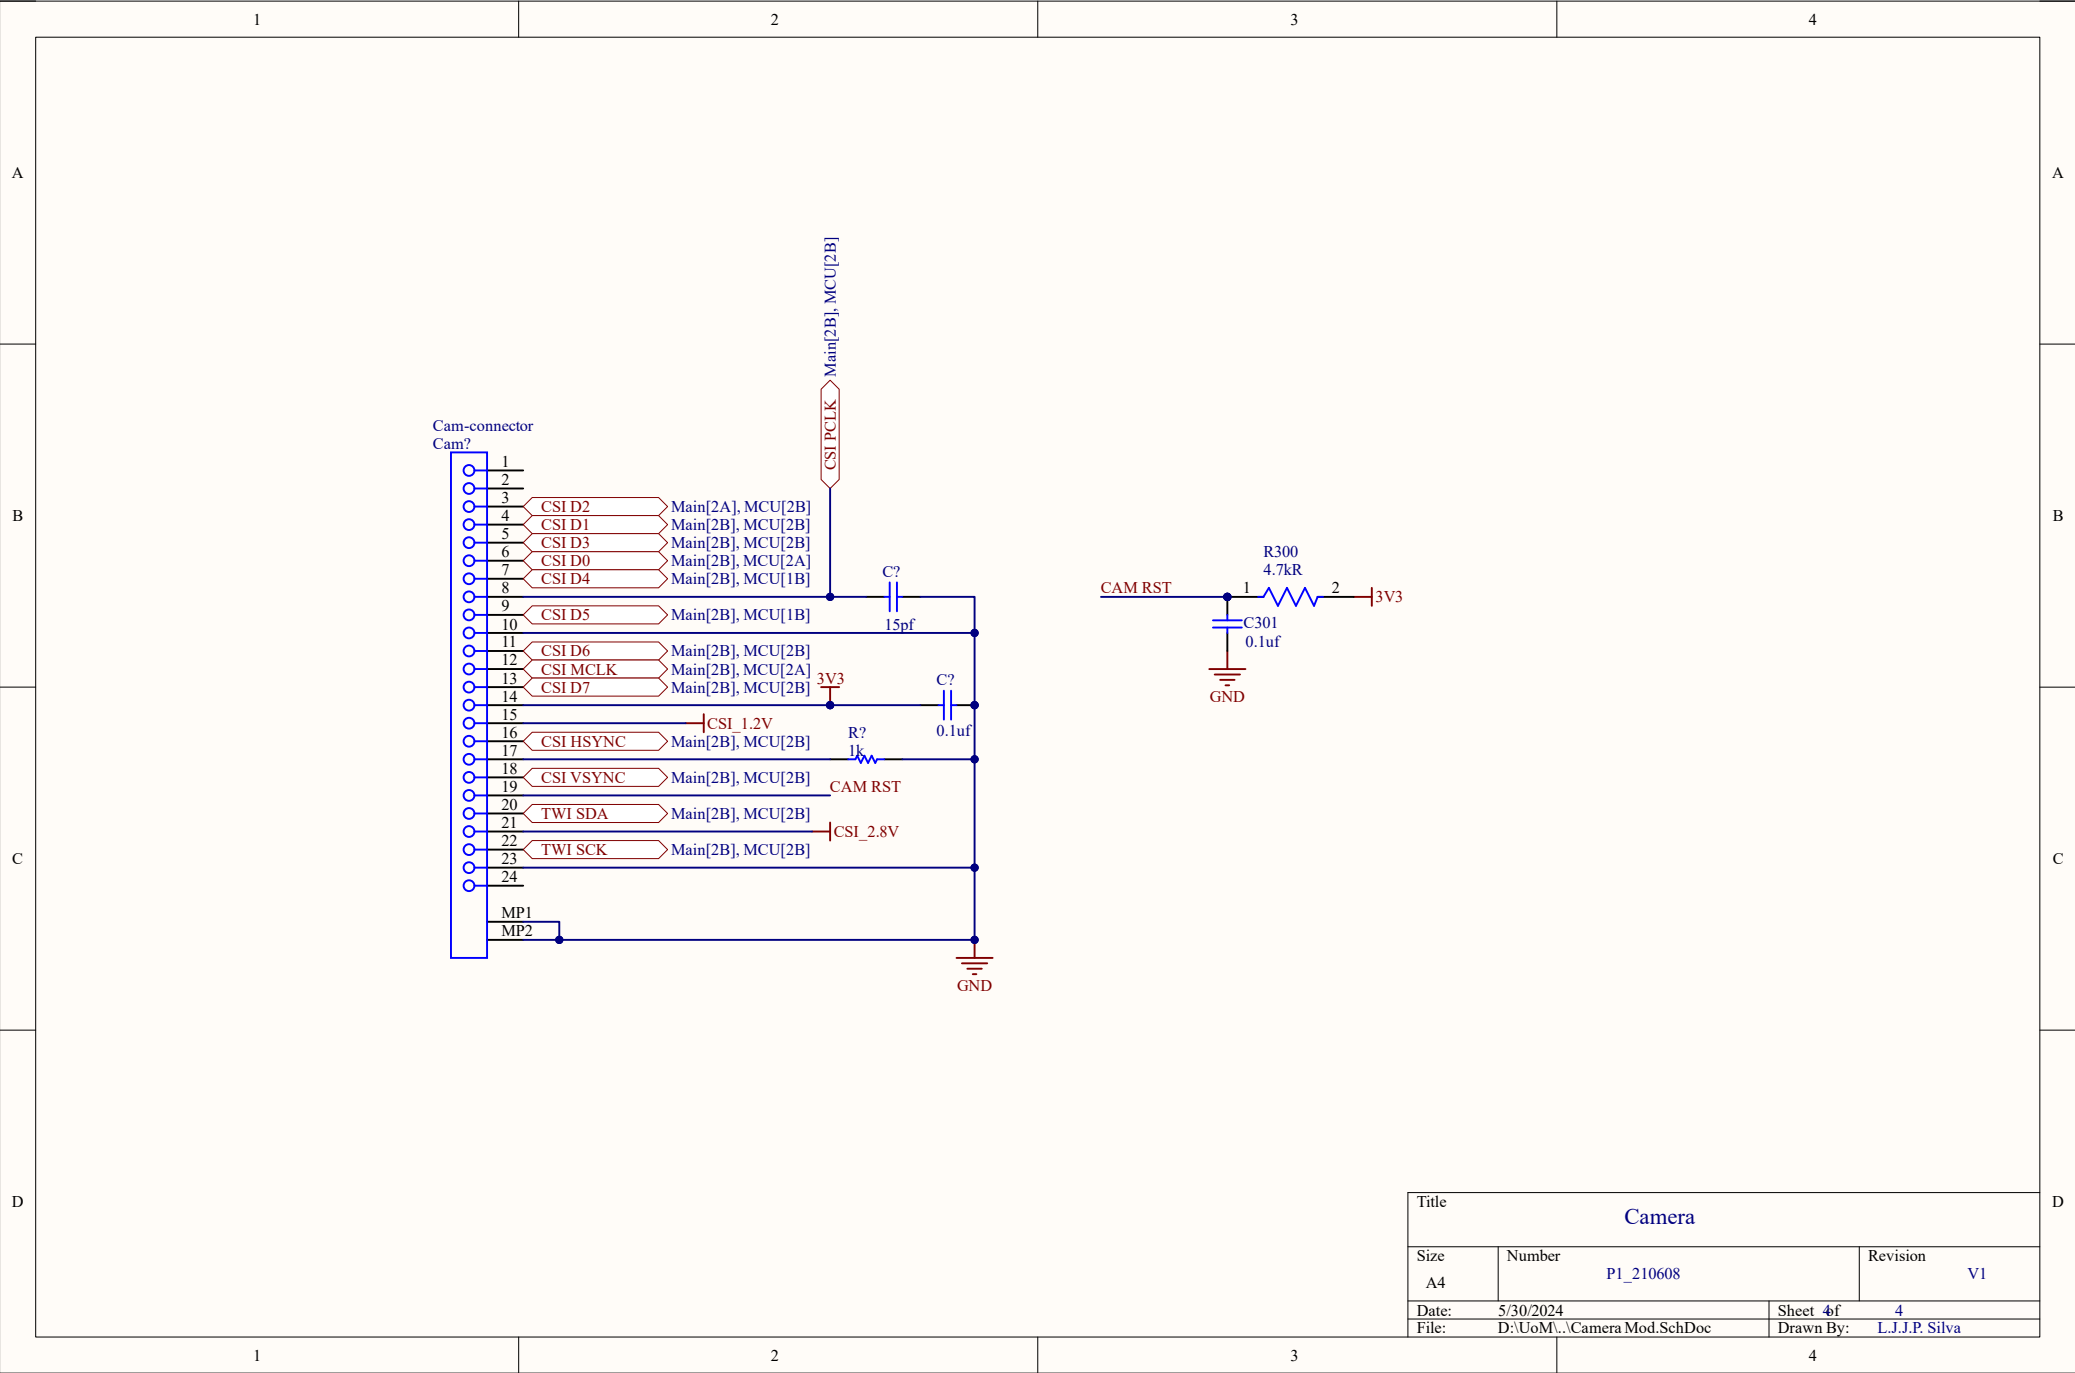 1 2 3 4
A A
Main[2B], MCU[2B]
CSI PCLK
B B
Cam-connector
Cam?
1
2
3 CSI D2 Main[2A], MCU[2B]
4 CSI D1 Main[2B], MCU[2B]
5 CSI D3 Main[2B], MCU[2B]
6 CSI D0 Main[2B], MCU[2A]
7 CSI D4 Main[2B], MCU[1B]
8
C?
15pf
9 CSI D5 Main[2B], MCU[1B]
10
11 CSI D6 Main[2B], MCU[2B]
12 CSI MCLK Main[2B], MCU[2A]
13 CSI D7 Main[2B], MCU[2B]
3V3
14
C?
0.1uf
15 CSI_1.2V
16 CSI HSYNC Main[2B], MCU[2B]
17
R?
1k
18 CSI VSYNC Main[2B], MCU[2B]
19 CAM RST
20 TWI SDA Main[2B], MCU[2B]
21 CSI_2.8V
22 TWI SCK Main[2B], MCU[2B]
23
24
MP1
MP2
GND
R300
4.7kR
CAM RST 1 2 3V3
C301
0.1uf
GND
C C
D D
Title
Camera
Size Number Revision
A4 P1_210608 V1
Date: 5/30/2024 Sheet 4 of 4
File: D:\UoM\..\Camera Mod.SchDoc Drawn By: L.J.J.P. Silva
1 2 3 4